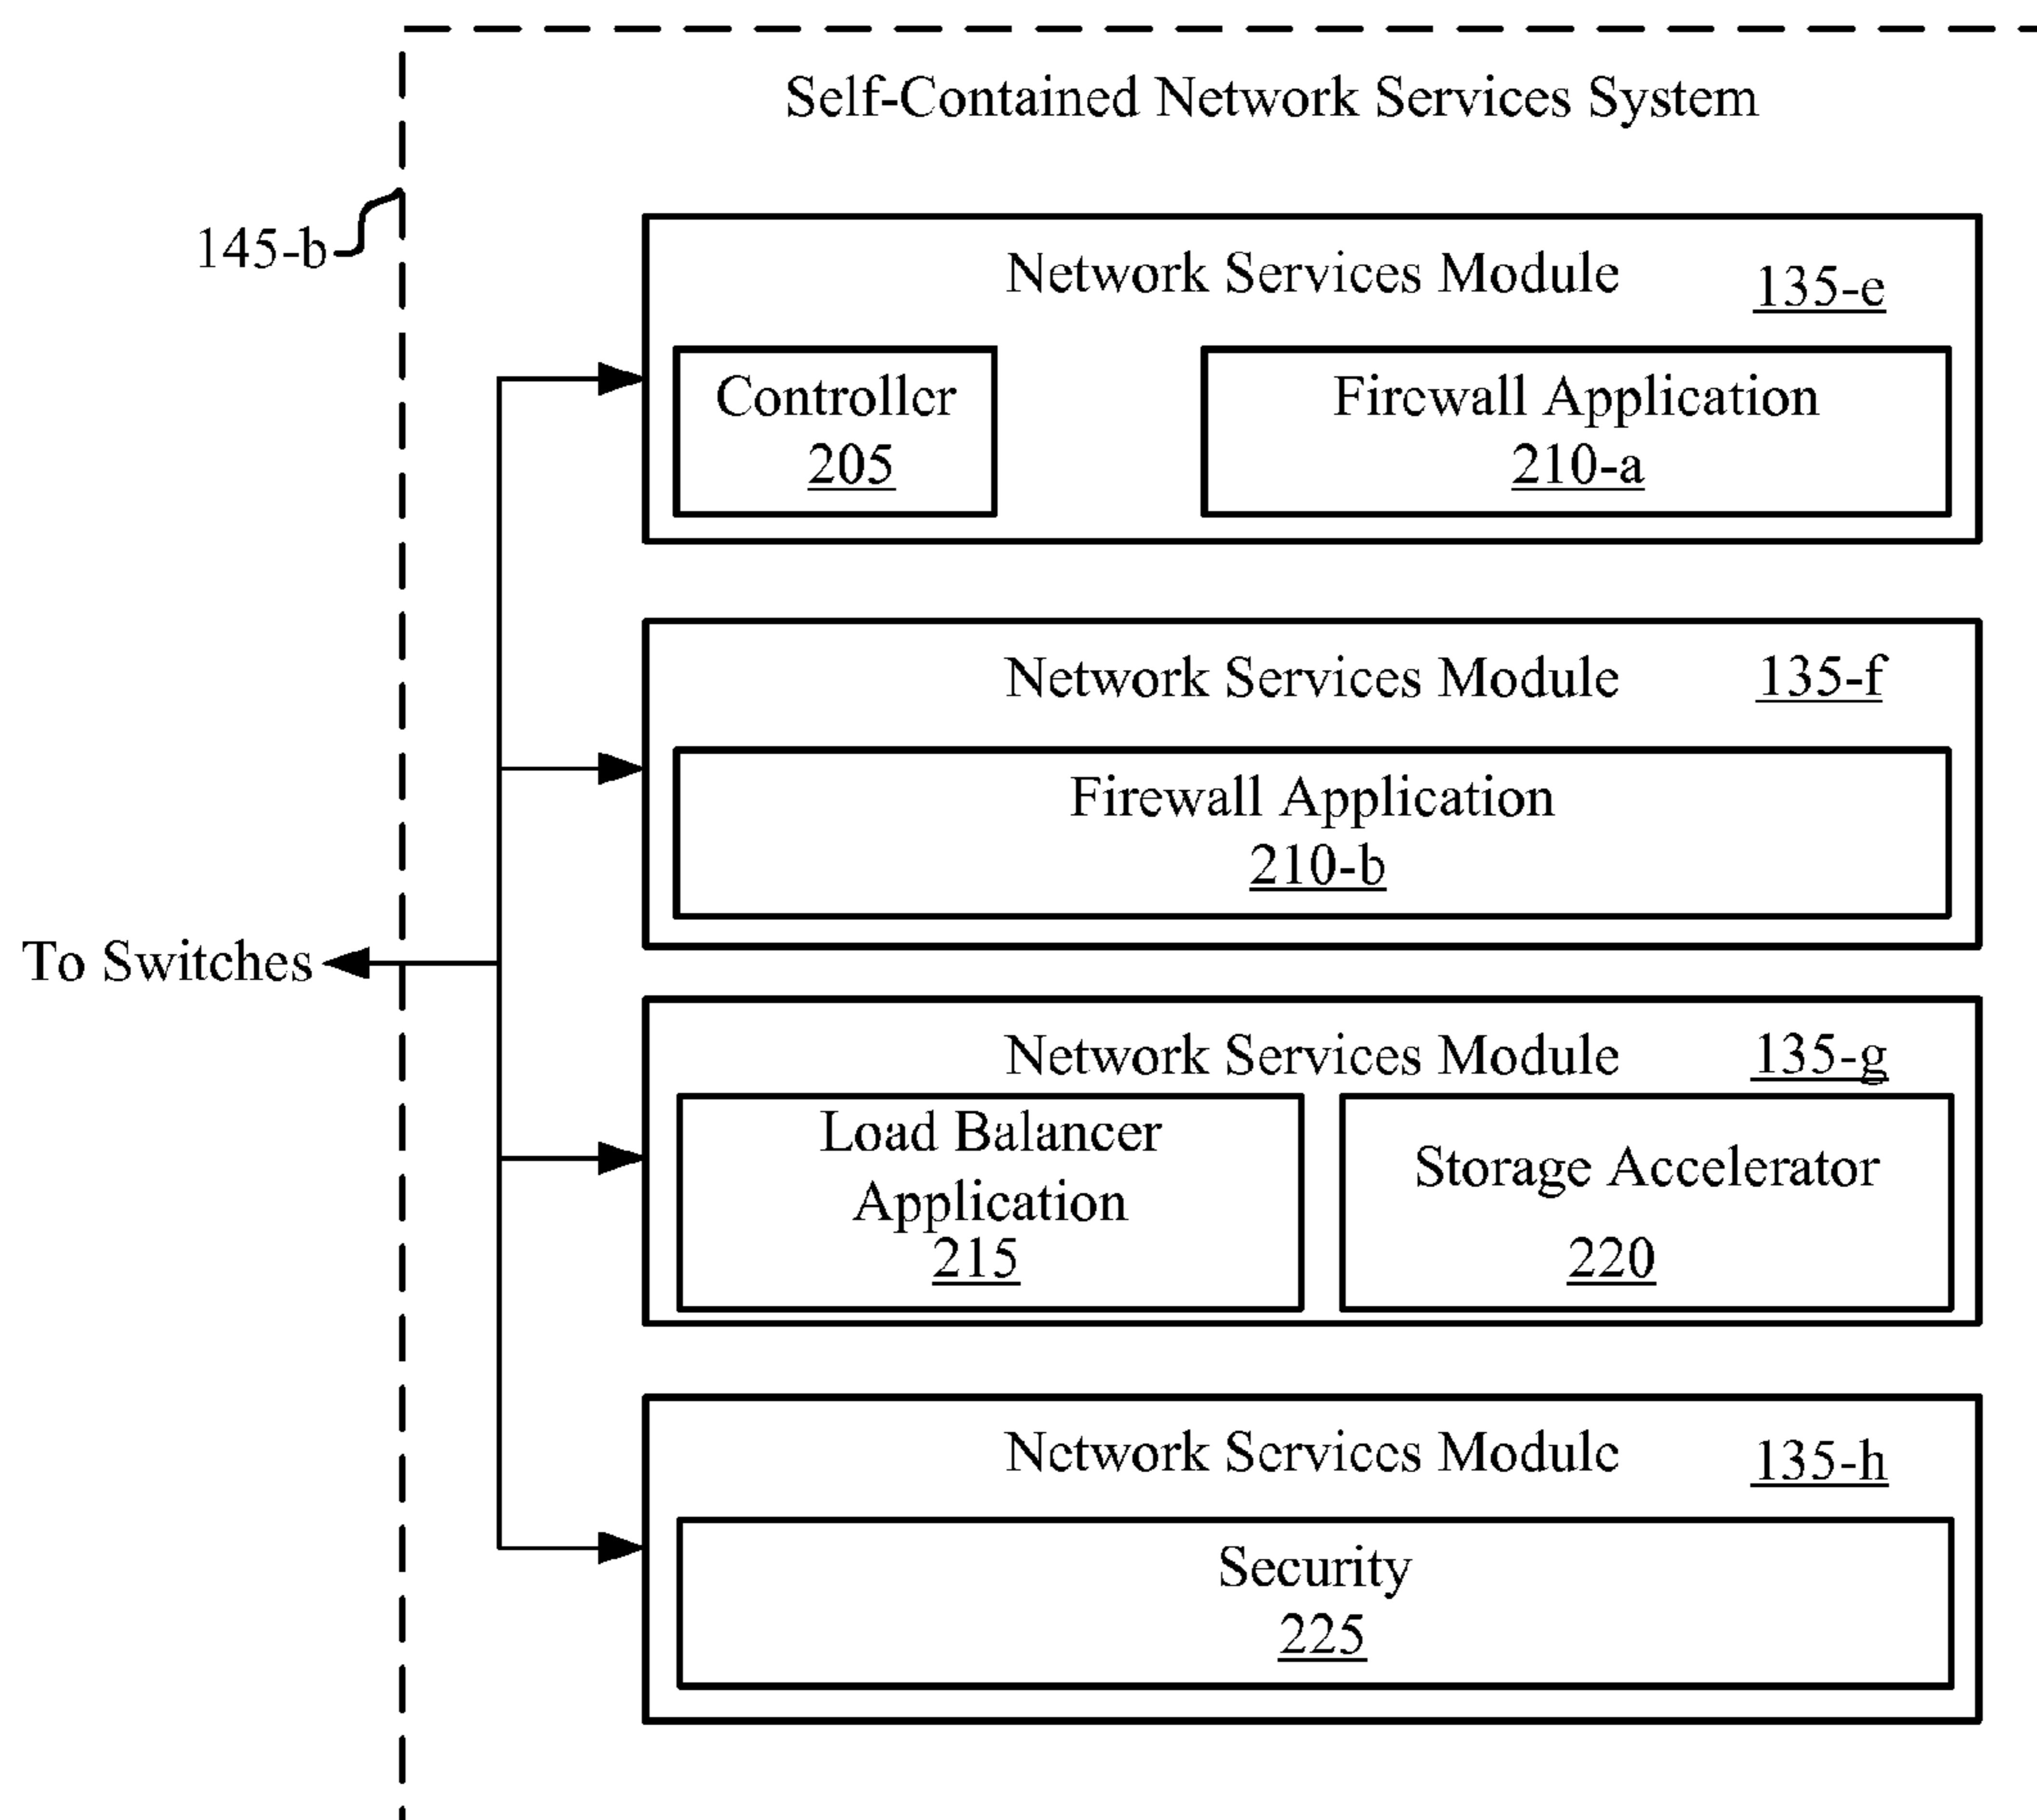 Self-Contained Network Services System
145-b
Network Services Module 135-e
Controller
205
Firewall Application
210-a
Network Services Module 135-f
Firewall Application
210-b
To Switches
Network Services Module 135-g
Load Balancer
Application
215
Storage Accelerator
220
Network Services Module 135-h
Security
225